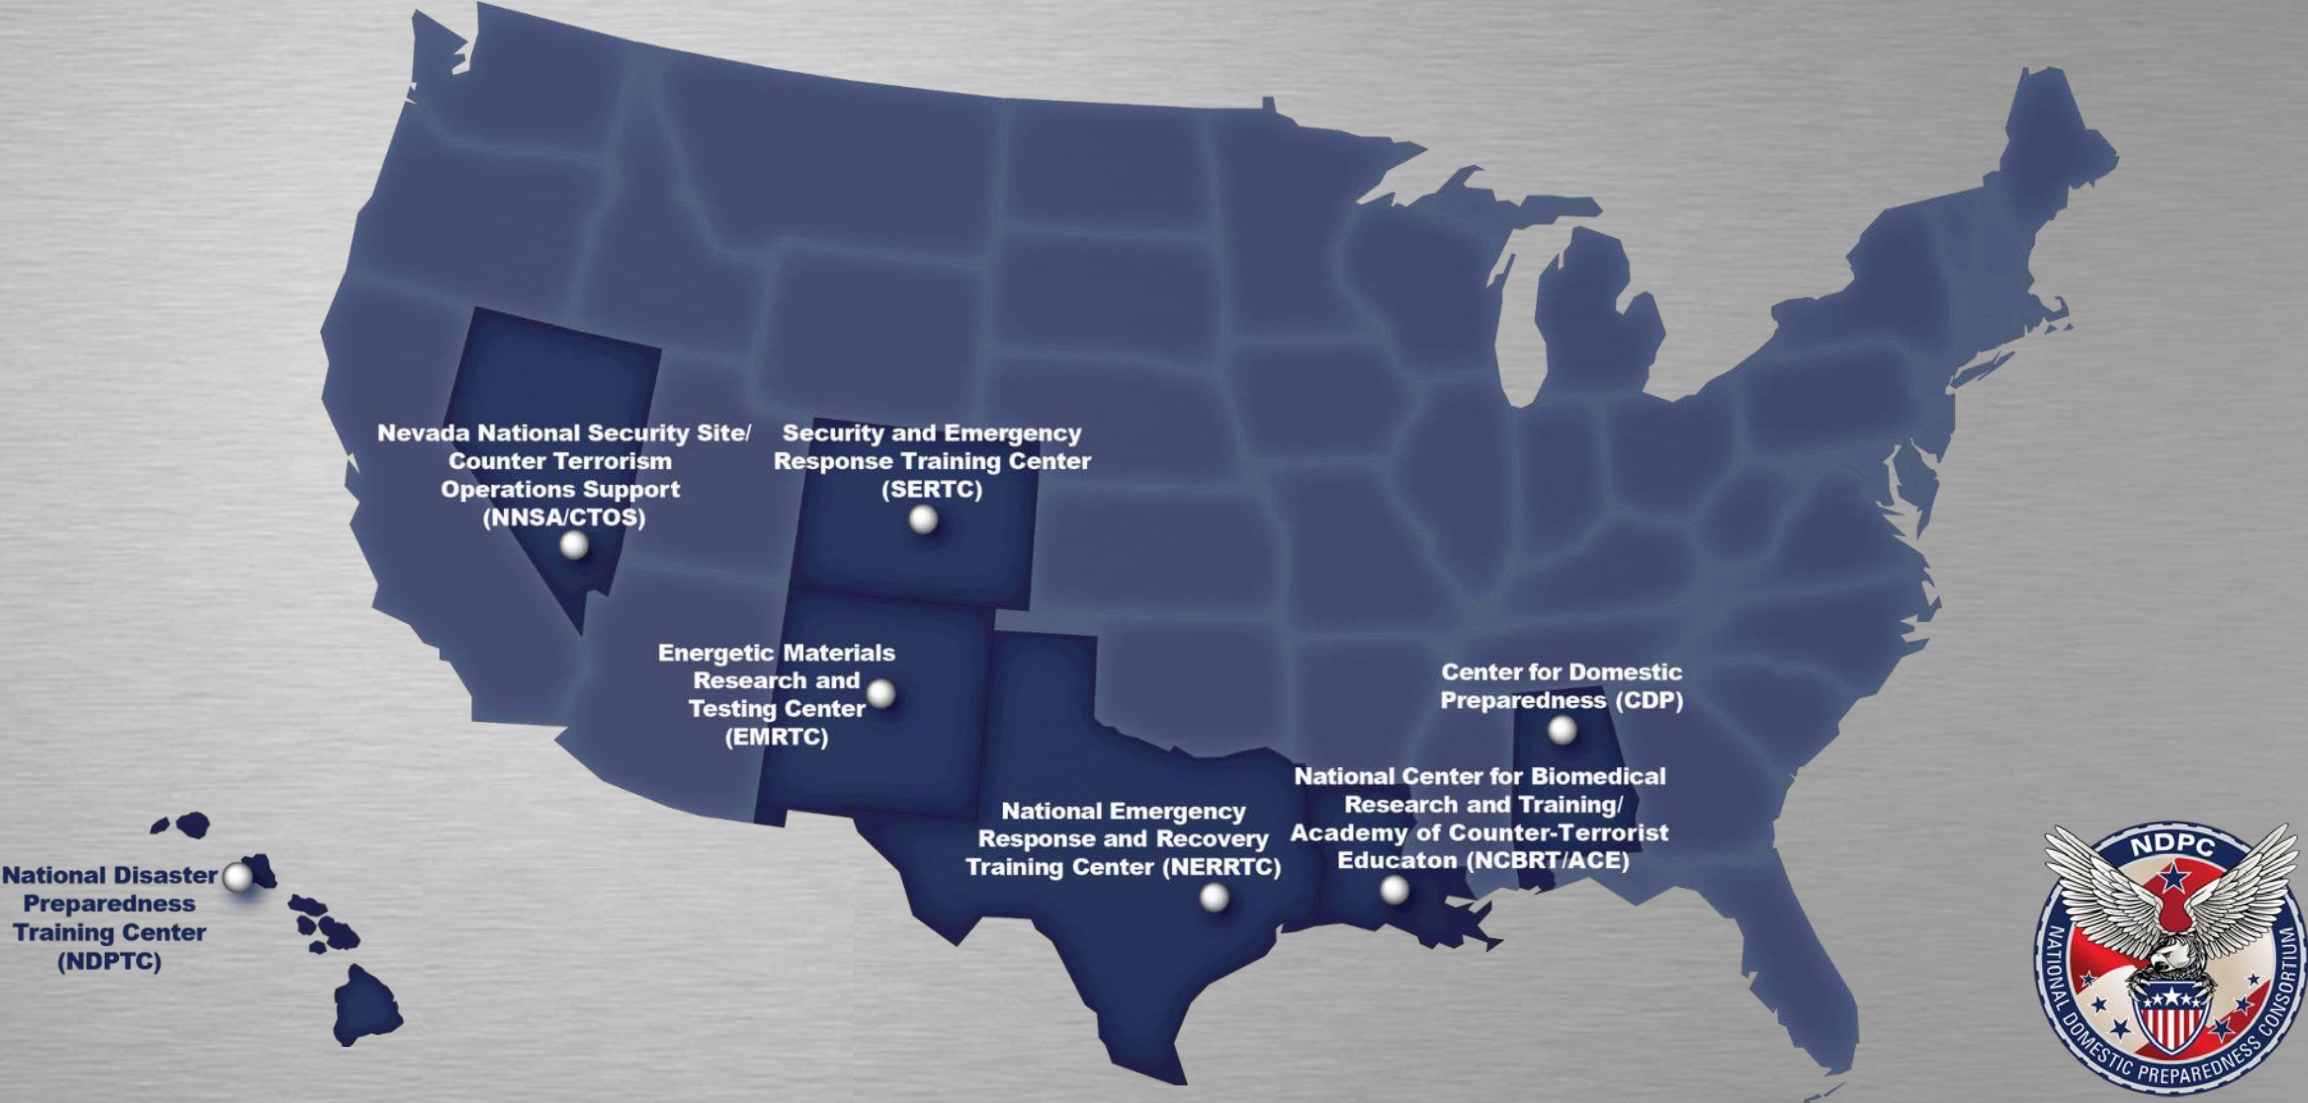 Nevada National Security Site/
Counter Terrorism
Operations Support
(NNSA/CTOS)
Security and Emergency
Response Training Center
(SERTC)
Energetic Materials
Research and
Testing Center
(EMRTC)
Center for Domestic
Preparedness (CDP)
National Center for Biomedical
Research and Training/
Academy of Counter-Terrorist
Educaton (NCBRT/ACE)
National Emergency
Response and Recovery
Training Center (NERRTC)
National Disaster
Preparedness
Training Center
(NDPTC)
NDPC
NATIONAL DOMESTIC PREPAREDNESS CONSORTIUM